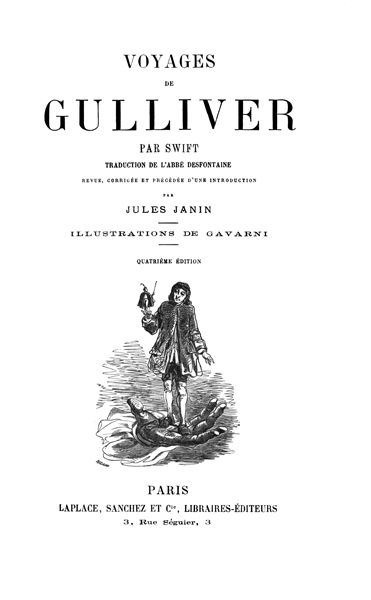 VOYAGES
DE
GULLIVER
PAR SWIFT
TRADUCTION DE L'ABBÉ DESFONTAINE
REVUE, CORRIGÉE ET PRÉCÉDÉE D'UNE INTRODUCTION
PAR
JULES JANIN
ILLUSTRATIONS DE GAVARNI
QUATRIÈME ÉDITION
PARIS
LAPLACE, SANCHEZ ET Cie, LIBRAIRES-ÉDITEURS
3, Rue Séguier, 3